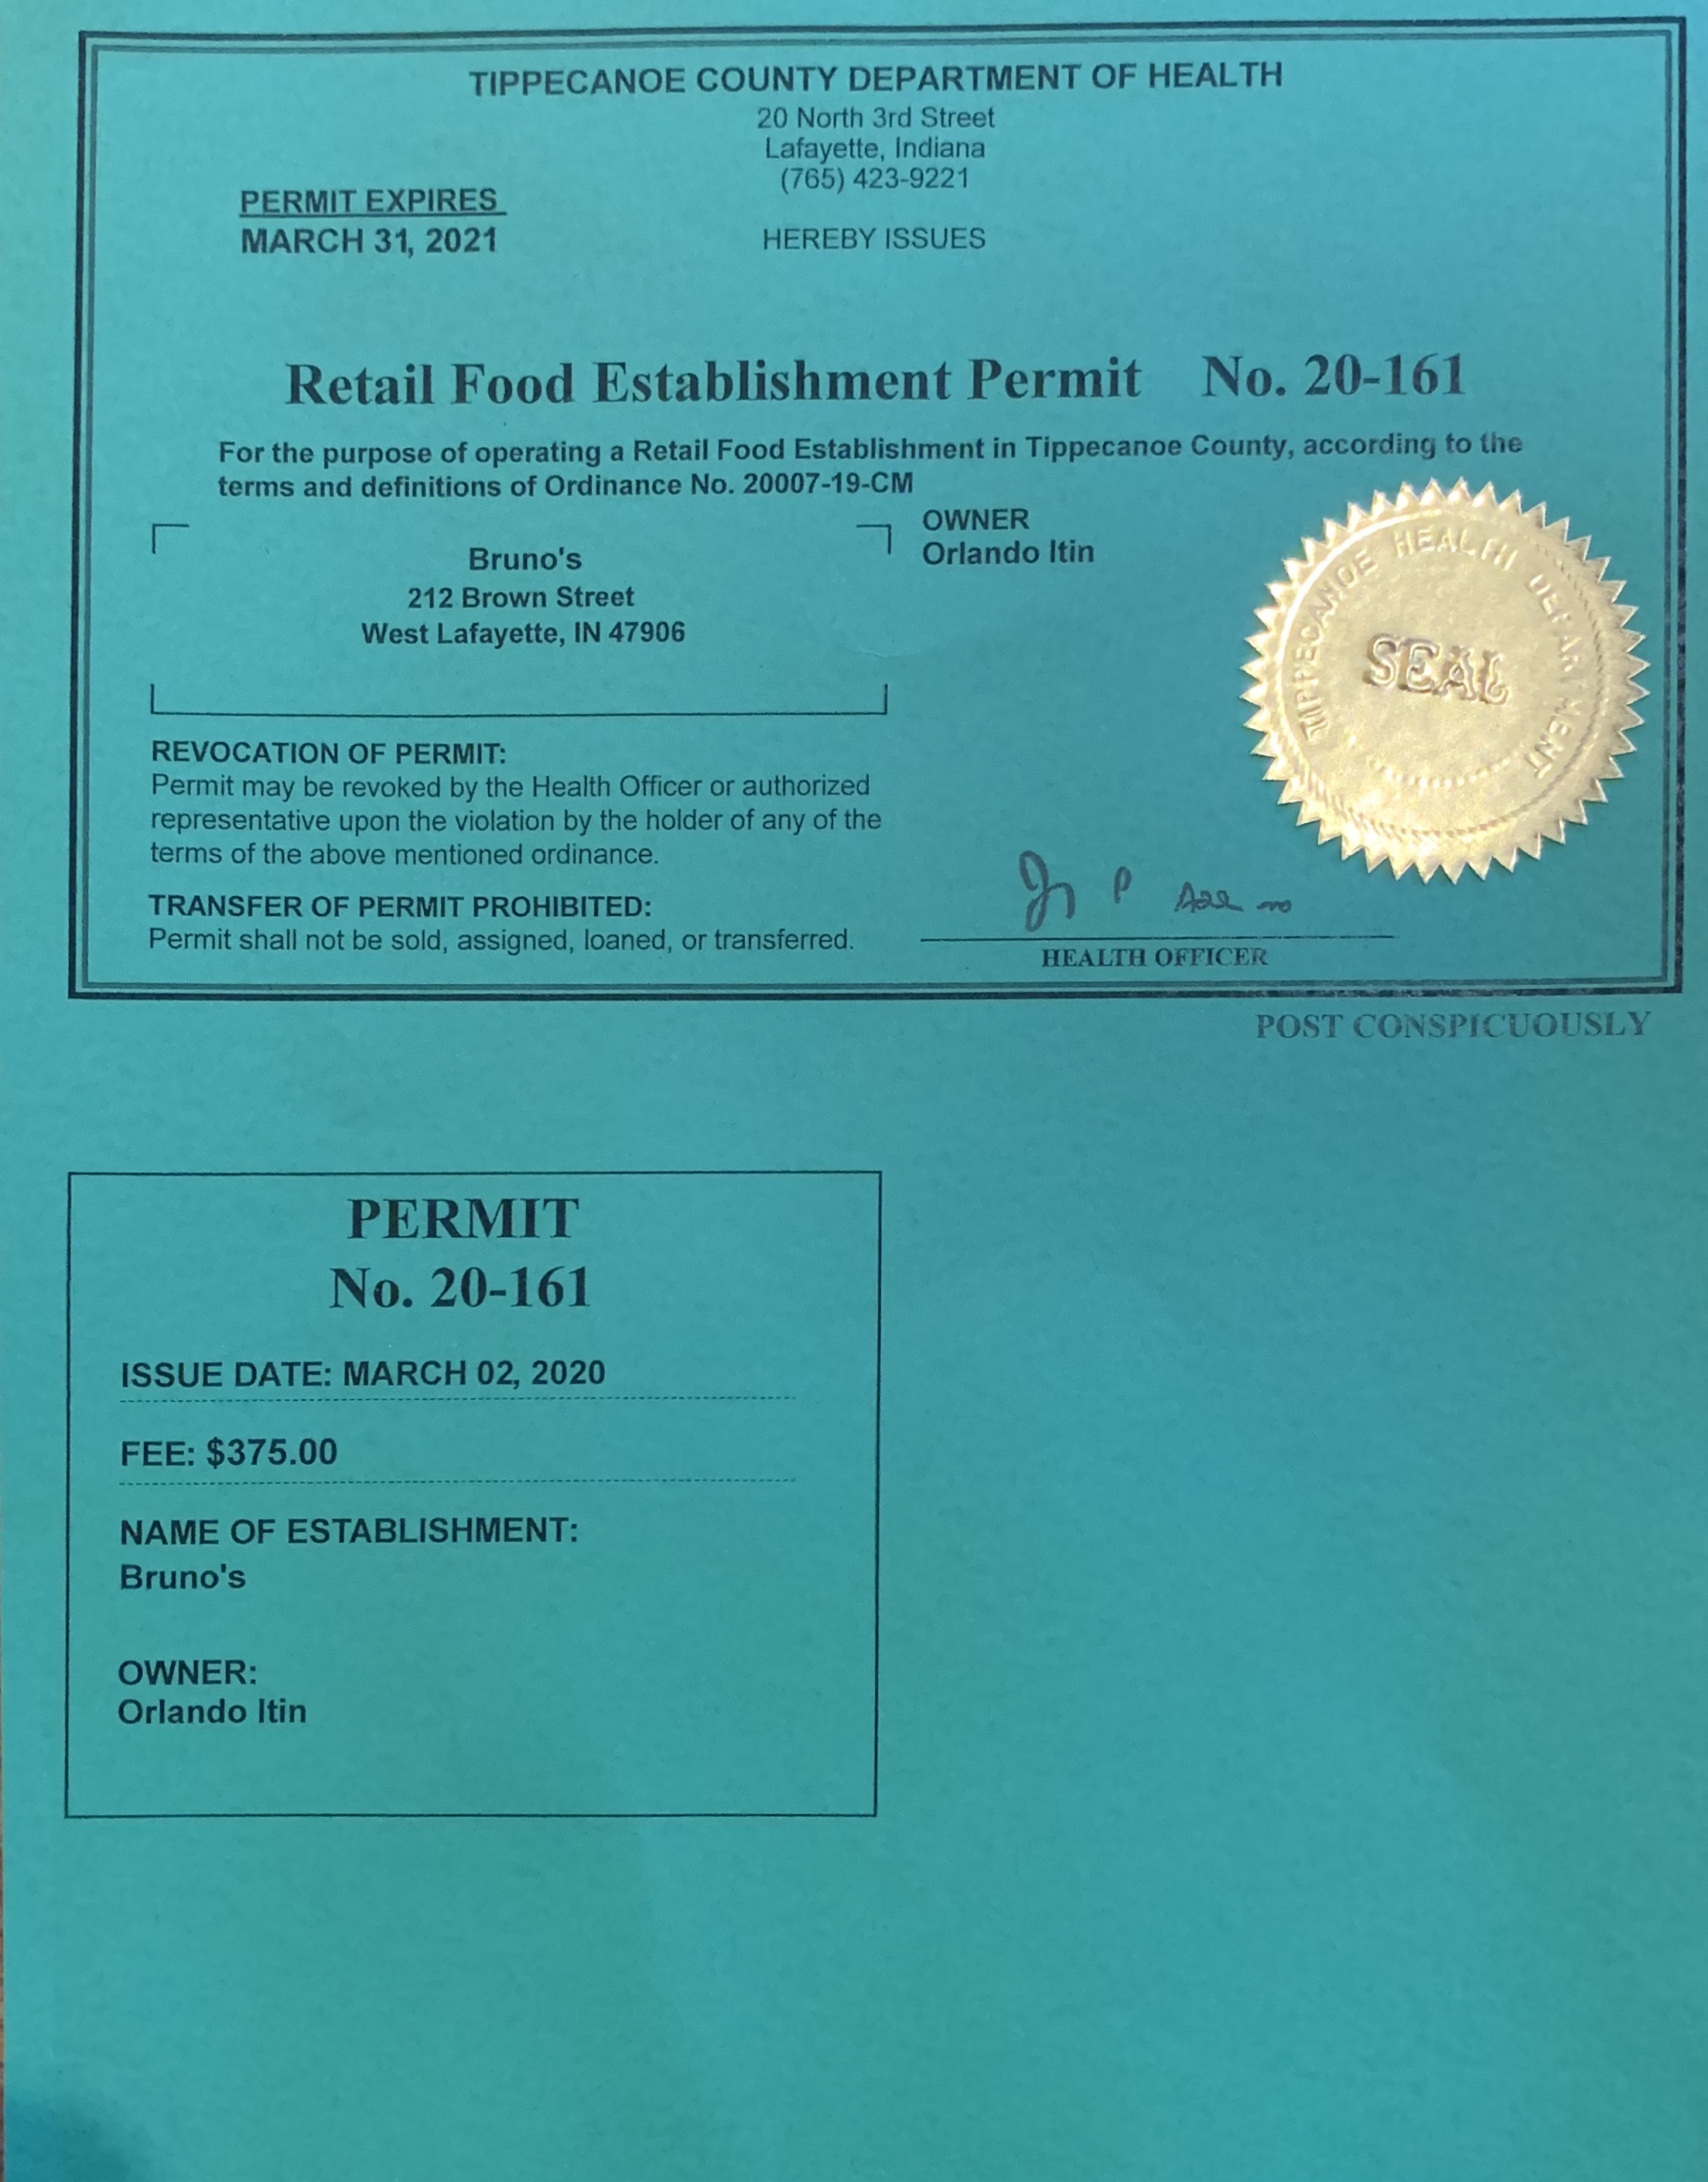 TIPPECANOE COUNTY DEPARTMENT OF HEALTH
20 North 3rd Street
Lafayette, Indiana
(765) 423-9221
PERMIT EXPIRES
MARCH 31, 2021
HEREBY ISSUES
Retail Food Establishment Permit No. 20-161
For the purpose of operating a Retail Food Establishment in Tippecanoe County, according to the
terms and definitions of Ordinance No. 20007-19-CM
Bruno's
212 Brown Street
West Lafayette, IN 47906
OWNER
Orlando Itin
TIPPECANOE HEALTH DEPARTMENT
SEAL
REVOCATION OF PERMIT:
Permit may be revoked by the Health Officer or authorized
representative upon the violation by the holder of any of the
terms of the above mentioned ordinance.
TRANSFER OF PERMIT PROHIBITED:
Permit shall not be sold, assigned, loaned, or transferred.
HEALTH OFFICER
POST CONSPICUOUSLY
PERMIT
No. 20-161
ISSUE DATE: MARCH 02, 2020
FEE: $375.00
NAME OF ESTABLISHMENT:
Bruno's
OWNER:
Orlando Itin